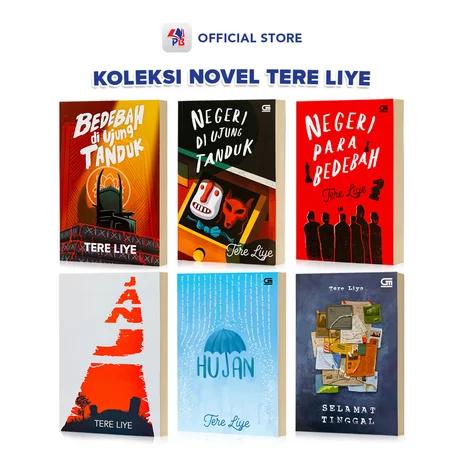 PB
OFFICIAL STORE
KOLEKSI NOVEL TERE LIYE
BEDEBAH
di Ujung
TANDUK
TERE LIYE
NEGERI
DI UJUNG
TANDUK
Tere Liye
NEGERI
PARA
BEDEBAH
Tere Liye
JANJI
TERE LIYE
HUJAN
Tere Liye
Tere Liye
SELAMAT
TINGGAL